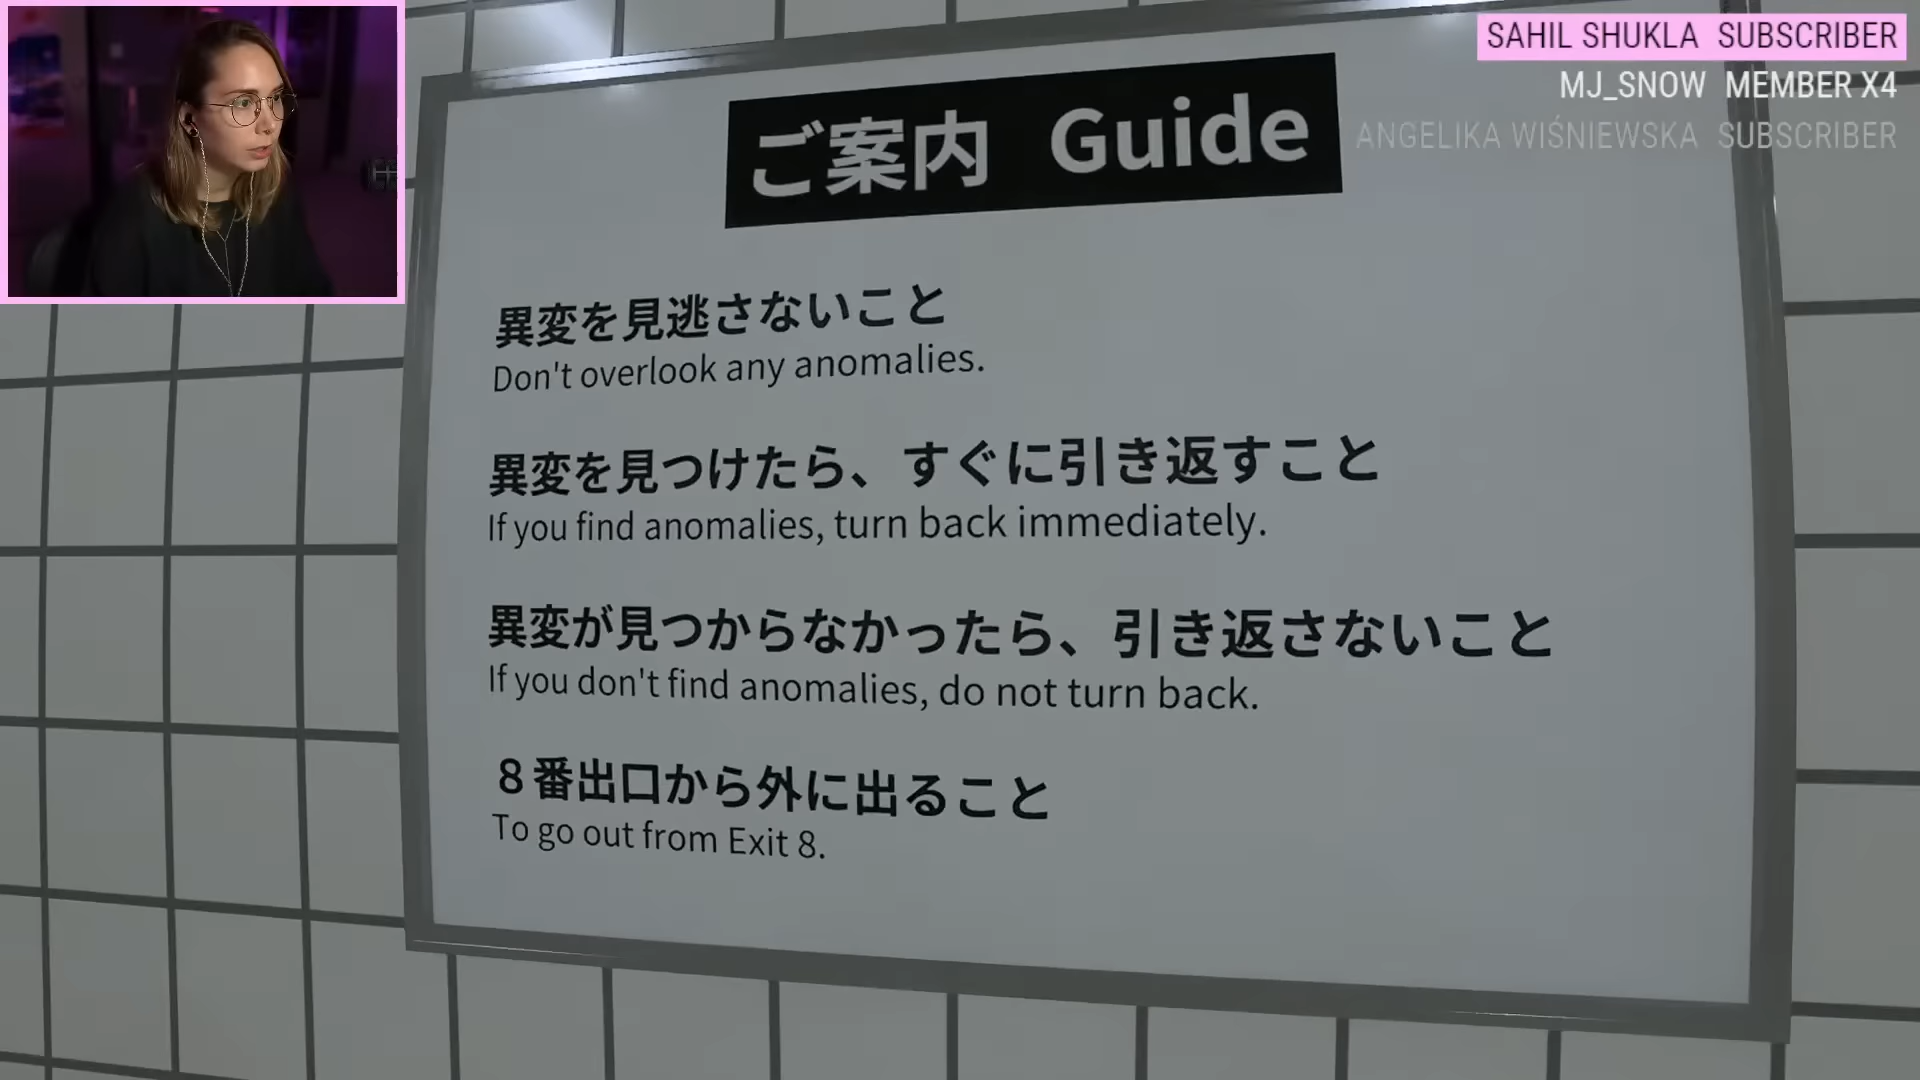 SAHIL SHUKLA SUBSCRIBER
MJ_SNOW MEMBER X4
ANGELIKA WIŚNIEWSKA SUBSCRIBER
ご案内 Guide
異変を見逃さないこと
Don't overlook any anomalies.
異変を見つけたら、すぐに引き返すこと
If you find anomalies, turn back immediately.
異変が見つからなかったら、引き返さないこと
If you don't find anomalies, do not turn back.
8番出口から外に出ること
To go out from Exit 8.